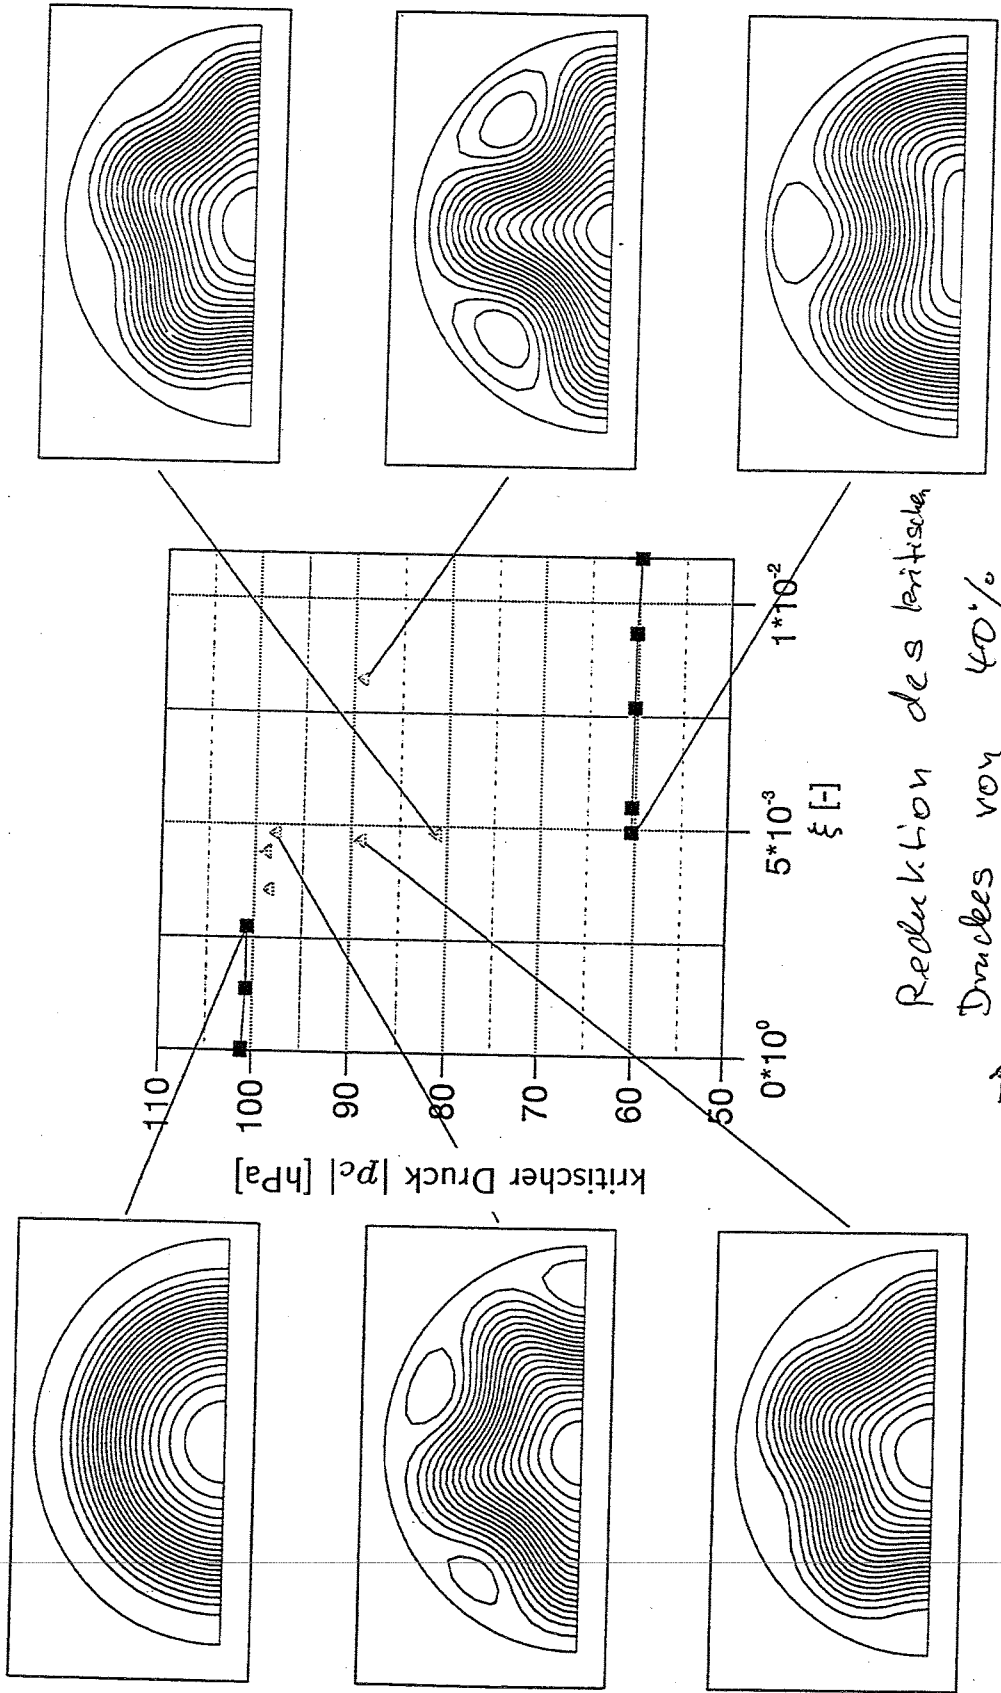 kritischer Druck |p_c| [hPa]
110
100
90
80
70
60
50
0*10⁰
5*10⁻³
1*10⁻²
ξ [-]
Reduktion des kritischen
Druckes von 40%